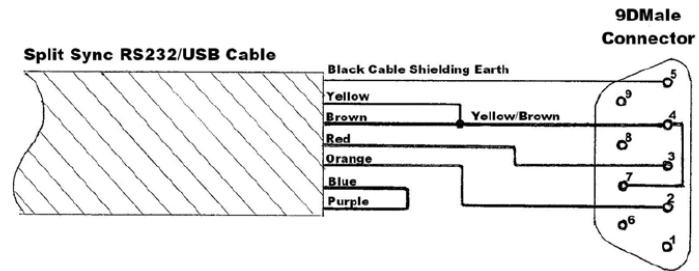 9DMale
Connector
Split Sync RS232/USB Cable
Black Cable Shielding Earth
5
Yellow
9
Brown
Yellow/Brown
4
Red
8
3
Orange
7
Blue
2
Purple
6
1